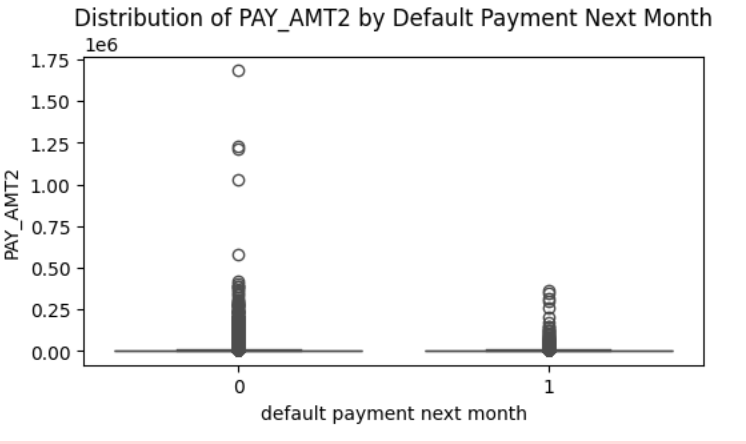 Distribution of PAY_AMT2 by Default Payment Next Month
1e6
1.75
1.50
1.25
1.00
0.75
0.50
0.25
0.00
PAY_AMT2
0 1
default payment next month